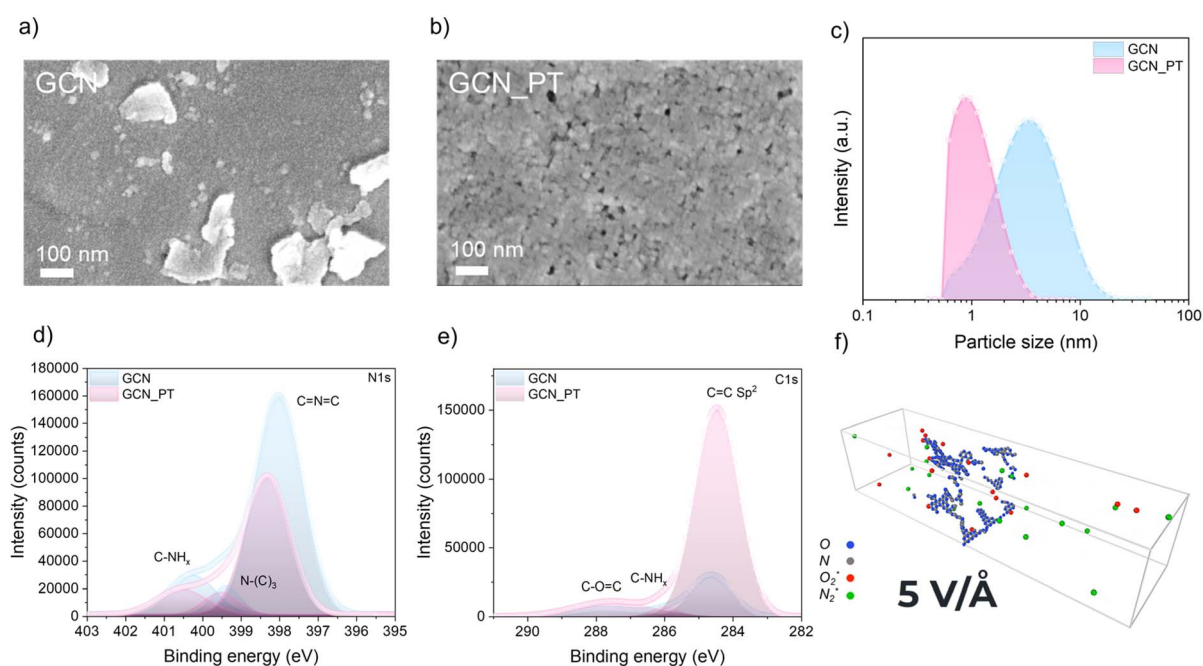 a)
GCN
100 nm
b)
GCN_PT
100 nm
c)
GCN
GCN_PT
Intensity (a.u.)
0.1
1
10
100
Particle size (nm)
d)
180000
160000
140000
120000
100000
80000
60000
40000
20000
0
Intensity (counts)
GCN
GCN_PT
N1s
C=N=C
C-NHₓ
N-(C)₃
403
402
401
400
399
398
397
396
395
Binding energy (eV)
e)
150000
100000
50000
0
Intensity (counts)
GCN
GCN_PT
C1s
C=C Sp²
C-NHₓ
C-O=C
290
288
286
284
282
Binding energy (eV)
f)
O
N
O₂*
N₂*
5 V/Å